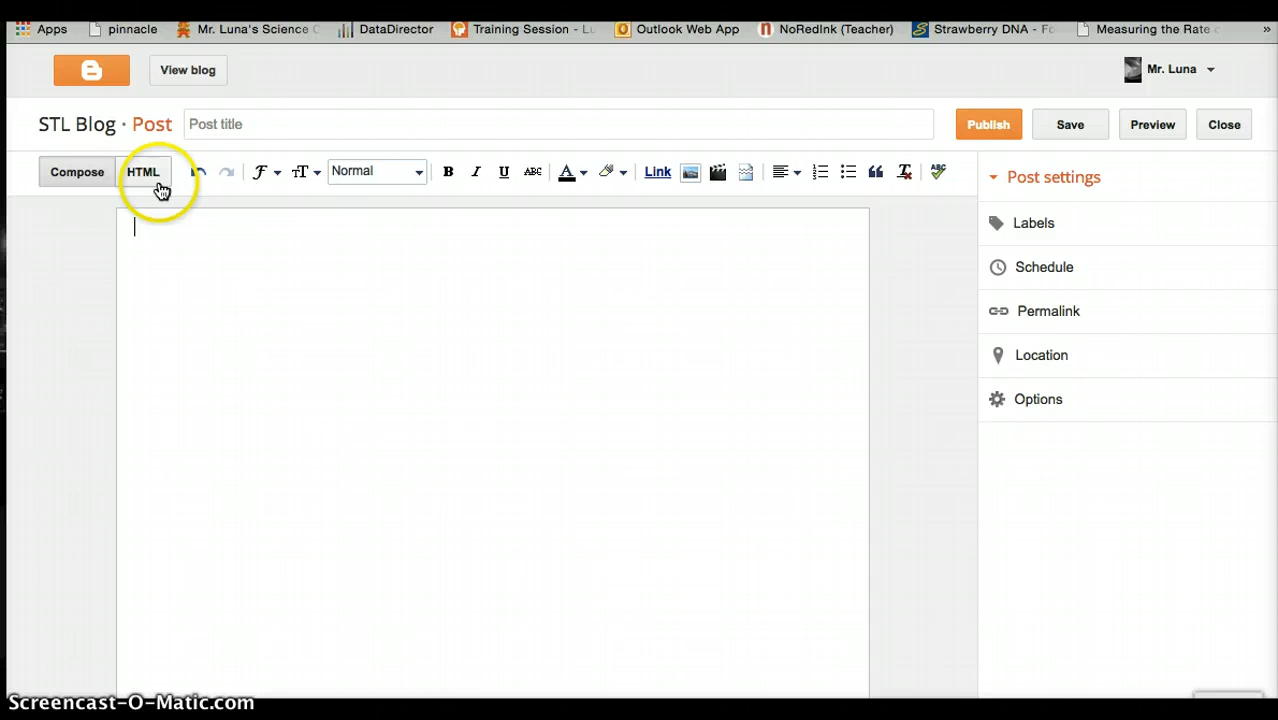 Apps pinnacle Mr. Luna's Science DataDirector Training Session - Lu Outlook Web App NoRedInk (Teacher) Strawberry DNA - Fo Measuring the Rate »
View blog Mr. Luna
STL Blog · Post Post title Publish Save Preview Close
Compose HTML Normal B I U ABC A Link ABC
Post settings
Labels
Schedule
Permalink
Location
Options
Screencast-O-Matic.com